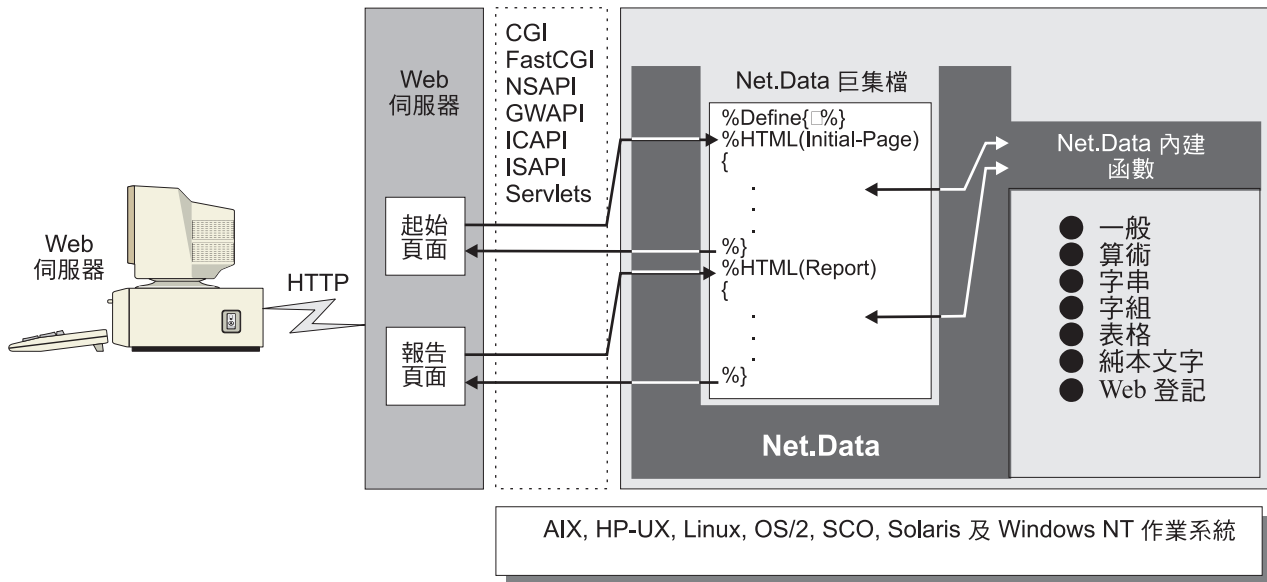 Web
伺服器
HTTP
Web
伺服器
起始
頁面
報告
頁面
CGI
FastCGI
NSAPI
GWAPI
ICAPI
ISAPI
Servlets
Net.Data 巨集檔
%Define{□%}
%HTML(Initial-Page)
{
.
.
.
%}
%HTML(Report)
{
.
.
.
%}
Net.Data
Net.Data 內建
函數
● 一般
● 算術
● 字串
● 字組
● 表格
● 純本文字
● Web 登記
AIX, HP-UX, Linux, OS/2, SCO, Solaris 及 Windows NT 作業系統